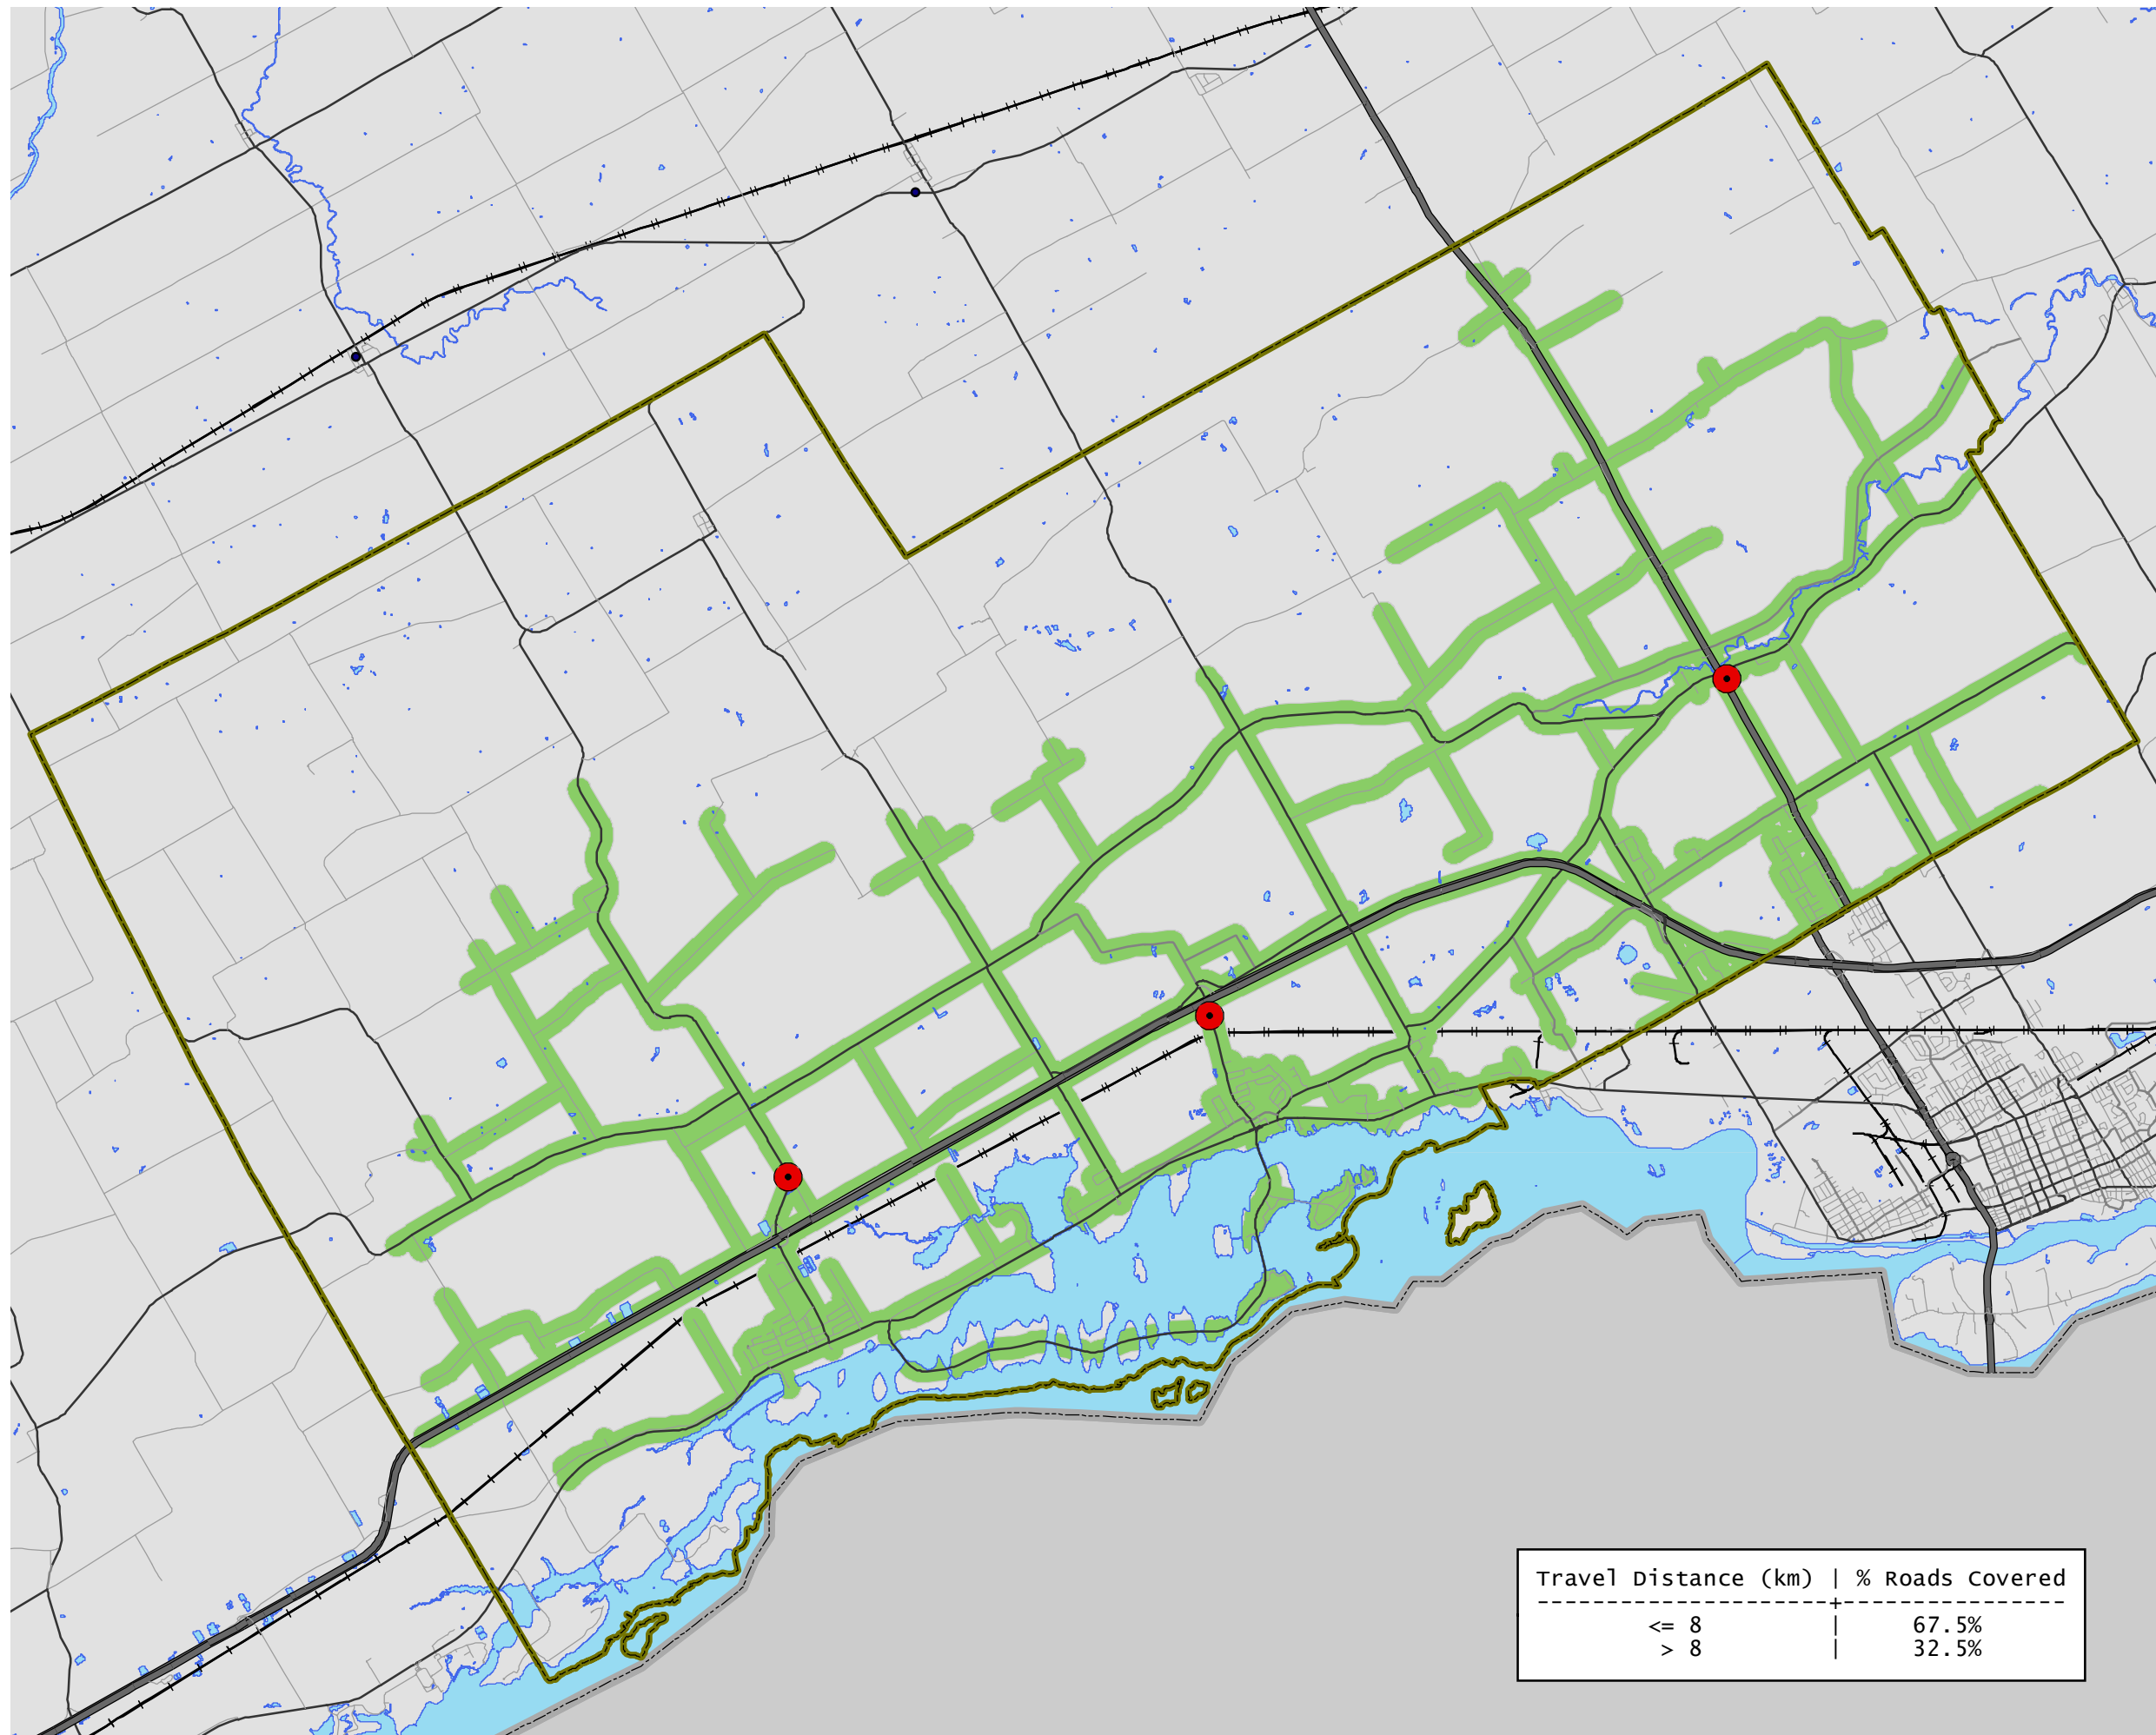 Travel Distance (km) | % Roads Covered
---------------------+----------------
<= 8 | 67.5%
> 8 | 32.5%